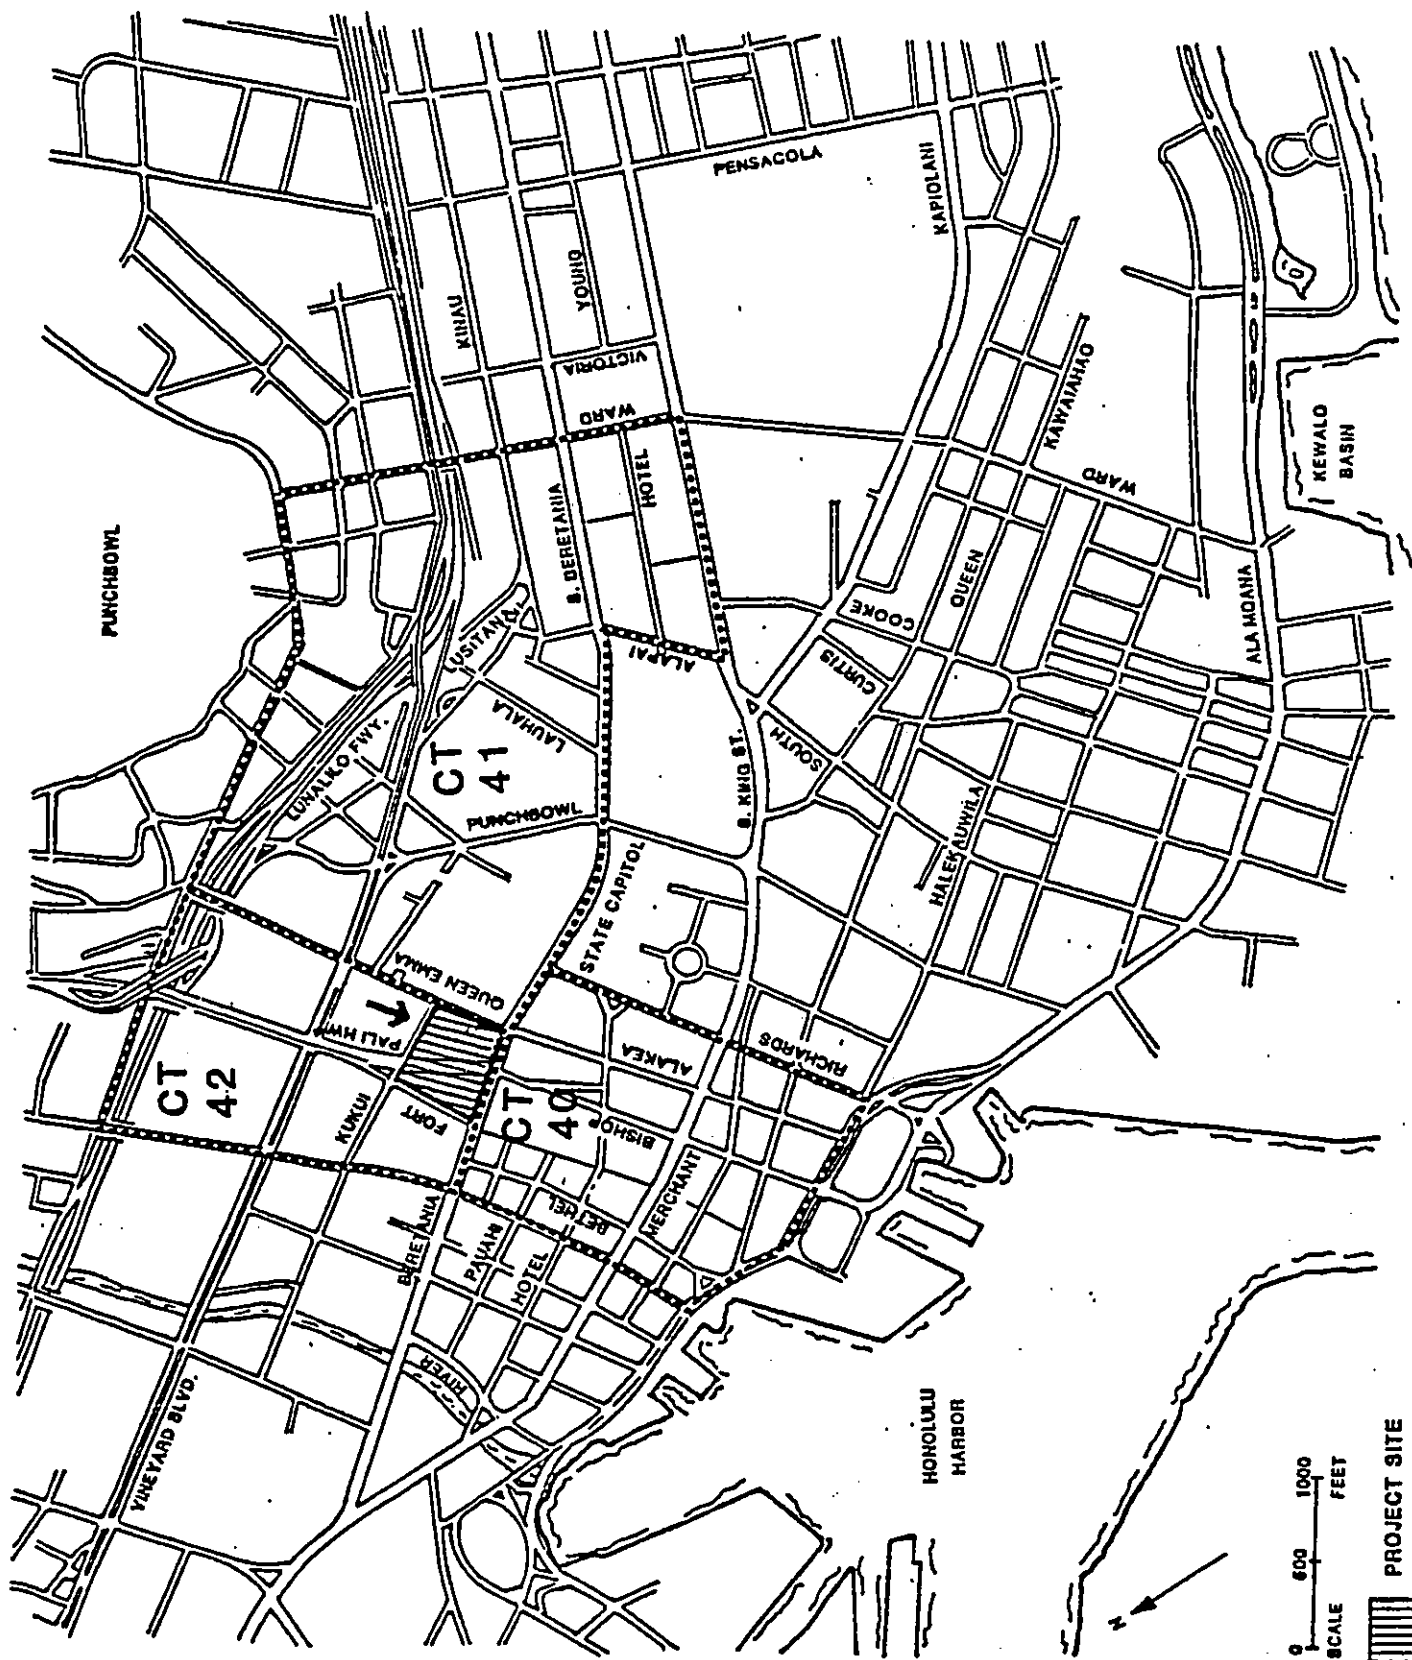 PUNCHBOWL
PENSACOLA
KAPIOLANI
KINAU
YOUNG
VICTORIA
WARD
KAWAIAHAO
WARD
KEWALO
BASIN
HOTEL
S. BERETANIA
QUEEN
COOKE
ALA MOANA
LUSITANA
ALAPAI
CURTIS
LAUHALA
LUNALILO FWY.
CT
41
SOUTH
S. KING ST.
PUNCHBOWL
HALEKAUWILA
STATE CAPITOL
QUEEN EMMA
PALI HWY
RICHARDS
ALAKEA
CT
42
KUKUI
FORT
CT
40
BISHOP
MERCHANT
BETHEL
BERETANIA
PAUAHI
HOTEL
RIVER
VINEYARD BLVD.
HONOLULU
HARBOR
N
0 500 1000
SCALE FEET
PROJECT SITE